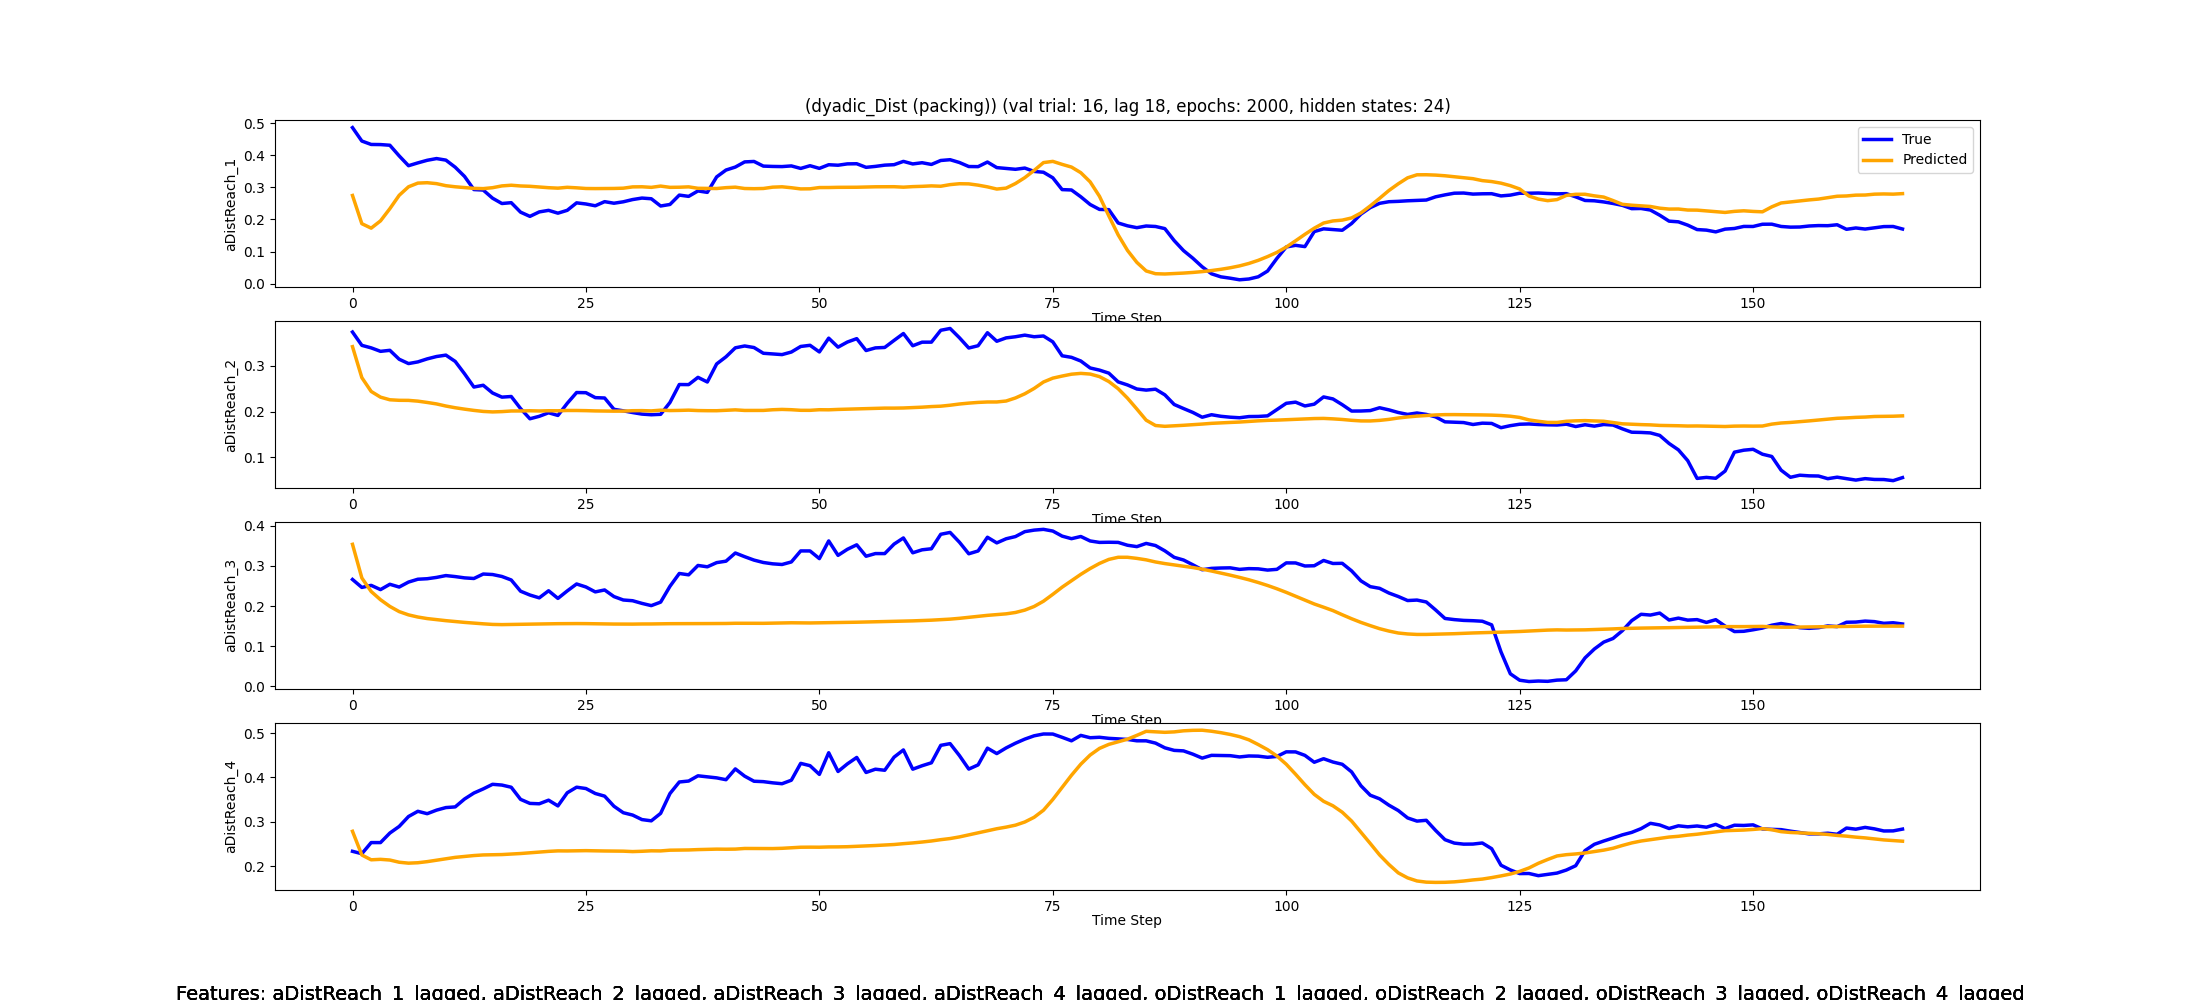 (dyadic_Dist (packing)) (val trial: 16, lag 18, epochs: 2000, hidden states: 24)
True
Predicted
aDistReach_1
0.5
0.4
0.3
0.2
0.1
0.0
0 25 50 75 100 125 150
Time Step
aDistReach_2
0.3
0.2
0.1
0 25 50 75 100 125 150
Time Step
aDistReach_3
0.4
0.3
0.2
0.1
0.0
0 25 50 75 100 125 150
Time Step
aDistReach_4
0.5
0.4
0.3
0.2
0 25 50 75 100 125 150
Time Step
Features: aDistReach_1_lagged, aDistReach_2_lagged, aDistReach_3_lagged, aDistReach_4_lagged, oDistReach_1_lagged, oDistReach_2_lagged, oDistReach_3_lagged, oDistReach_4_lagged